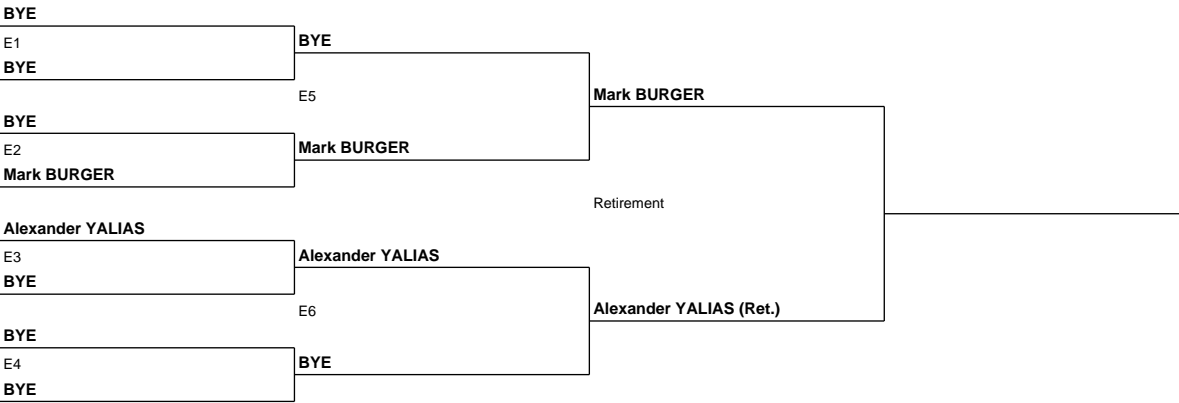 BYE
E1
BYE
BYE
E5
Mark BURGER
BYE
E2
Mark BURGER
Mark BURGER
Retirement
Alexander YALIAS
E3
Alexander YALIAS
BYE
E6
Alexander YALIAS (Ret.)
BYE
E4
BYE
BYE